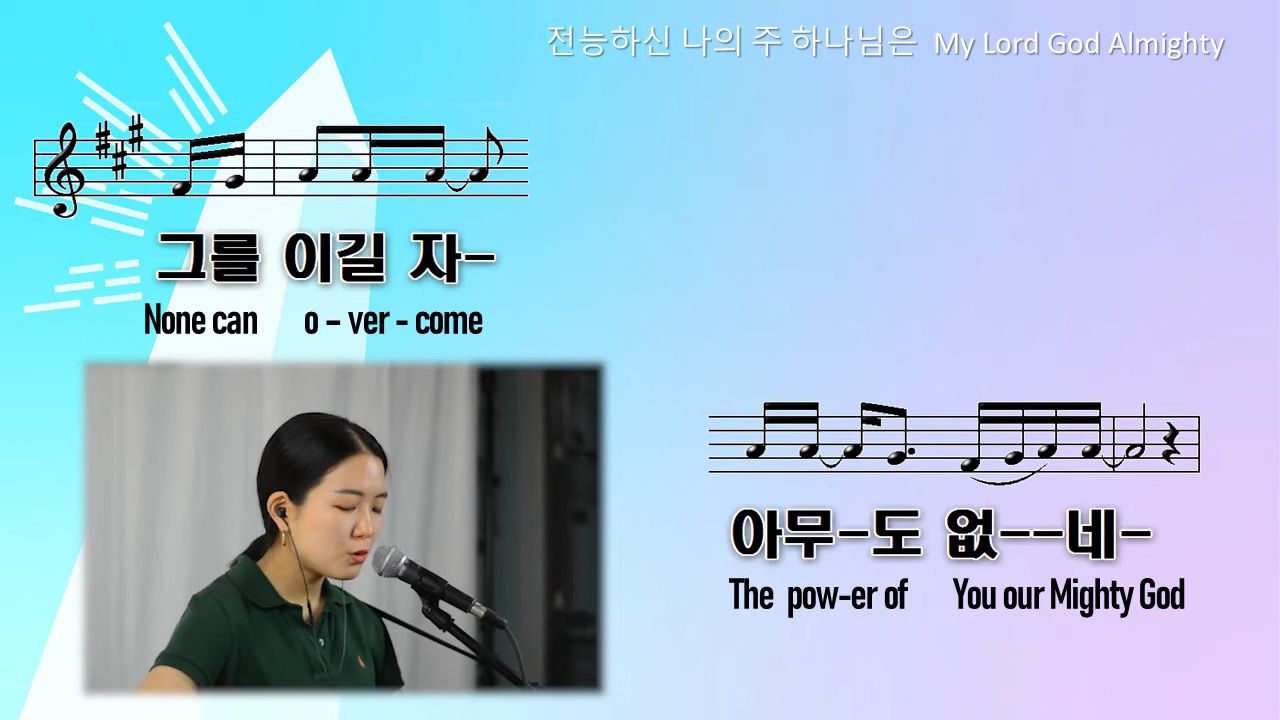 전능하신 나의 주 하나님은 My Lord God Almighty
그를 이길 자-
None can o - ver - come
아무-도 없--네-
The pow-er of You our Mighty God